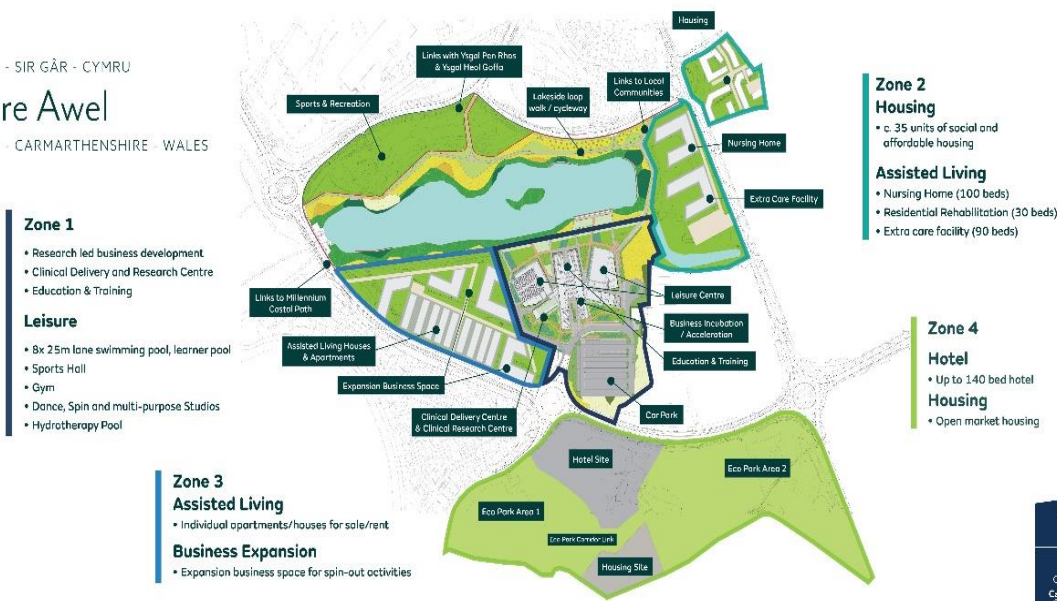 - SIR GÂR - CYMRU
re Awel
- CARMARTHENSHIRE - WALES
Zone 1
• Research led business development
• Clinical Delivery and Research Centre
• Education & Training
Leisure
• 8x 25m lane swimming pool, learner pool
• Sports Hall
• Gym
• Dance, Spin and multi-purpose Studios
• Hydrotherapy Pool
Housing
Links with Ysgol Pen Rhos
& Ysgol Heol Goffa
Sports & Recreation
Lakeside loop
walk / cycleway
Links to Local
Communities
Nursing Home
Extra Care Facility
Links to Millennium
Costal Path
Leisure Centre
Business Incubation
/ Acceleration
Assisted Living Houses
& Apartments
Education & Training
Expansion Business Space
Clinical Delivery Centre
& Clinical Research Centre
Car Park
Hotel Site
Eco Park Area 2
Eco Park Area 1
Eco Park Corridor Link
Housing Site
Zone 2
Housing
• c. 35 units of social and
affordable housing
Assisted Living
• Nursing Home (100 beds)
• Residential Rehabilitation (30 beds)
• Extra care facility (90 beds)
Zone 4
Hotel
• Up to 140 bed hotel
Housing
• Open market housing
Zone 3
Assisted Living
• Individual apartments/houses for sale/rent
Business Expansion
• Expansion business space for spin-out activities